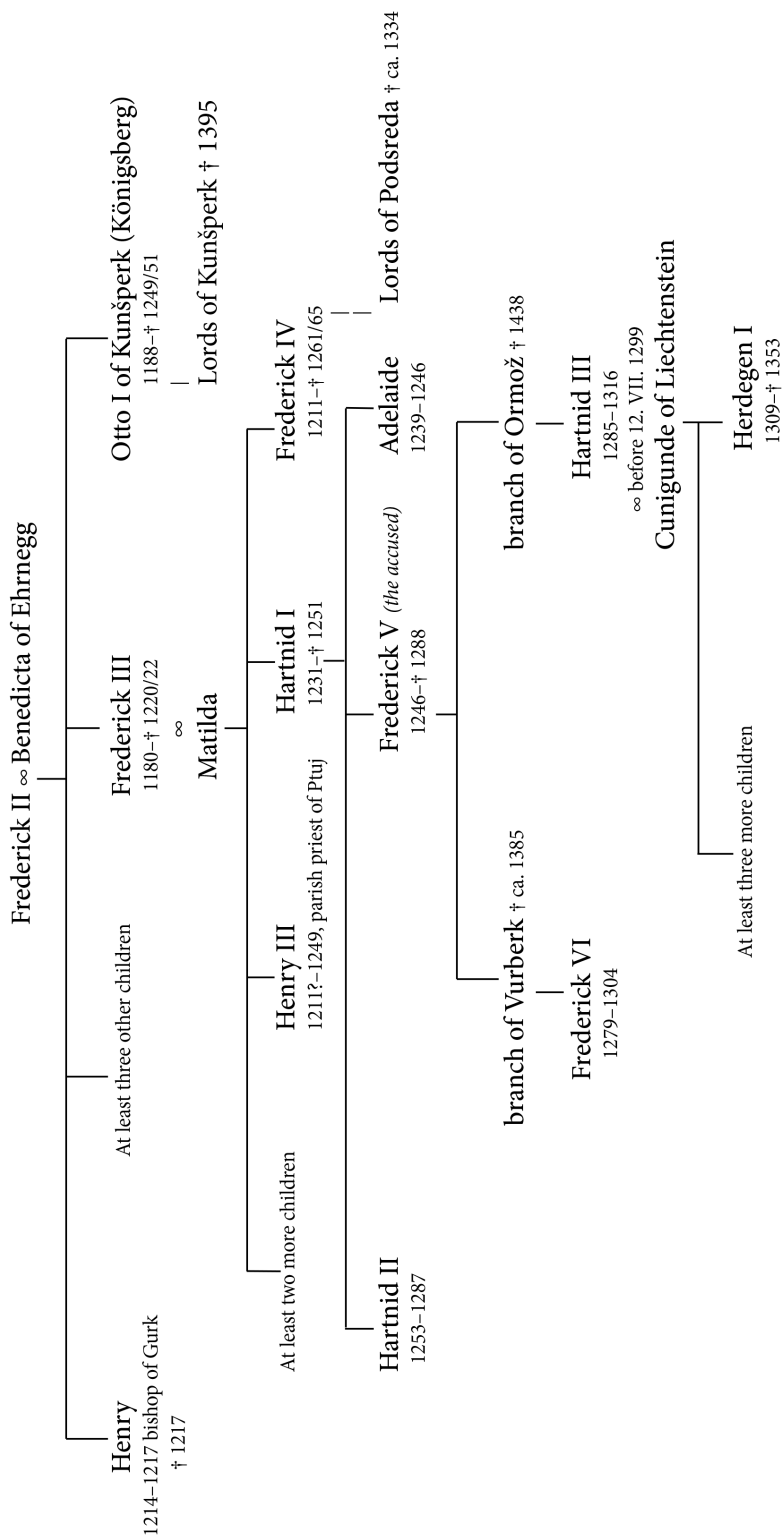 Frederick II ∞ Benedicta of Ehrnegg
Henry
1214–1217 bishop of Gurk
† 1217
At least three other children
Frederick III
1180–† 1220/22
∞
Matilda
Otto I of Kunšperk (Königsberg)
1188–† 1249/51
Lords of Kunšperk † 1395
At least two more children
Henry III
1211?–1249, parish priest of Ptuj
Hartnid I
1231–† 1251
Frederick IV
1211–† 1261/65
Lords of Podsreda † ca. 1334
Hartnid II
1253–1287
Frederick V (the accused)
1246–† 1288
Adelaide
1239–1246
branch of Vurberk † ca. 1385
Frederick VI
1279–1304
branch of Ormož † 1438
Hartnid III
1285–1316
∞ before 12. VII. 1299
Cunigunde of Liechtenstein
At least three more children
Herdegen I
1309–† 1353